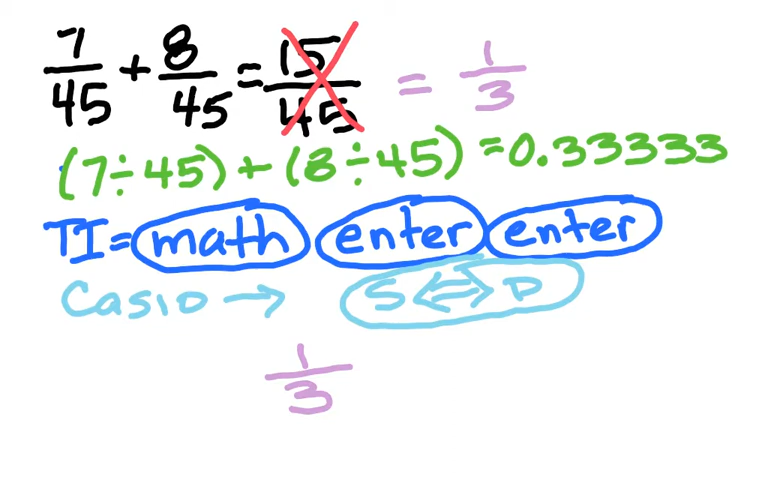 7/45 + 8/45 = 15/45 = 1/3
(7÷45) + (8÷45) = 0.33333
TI = math enter enter
Casio → S⇔D
1/3